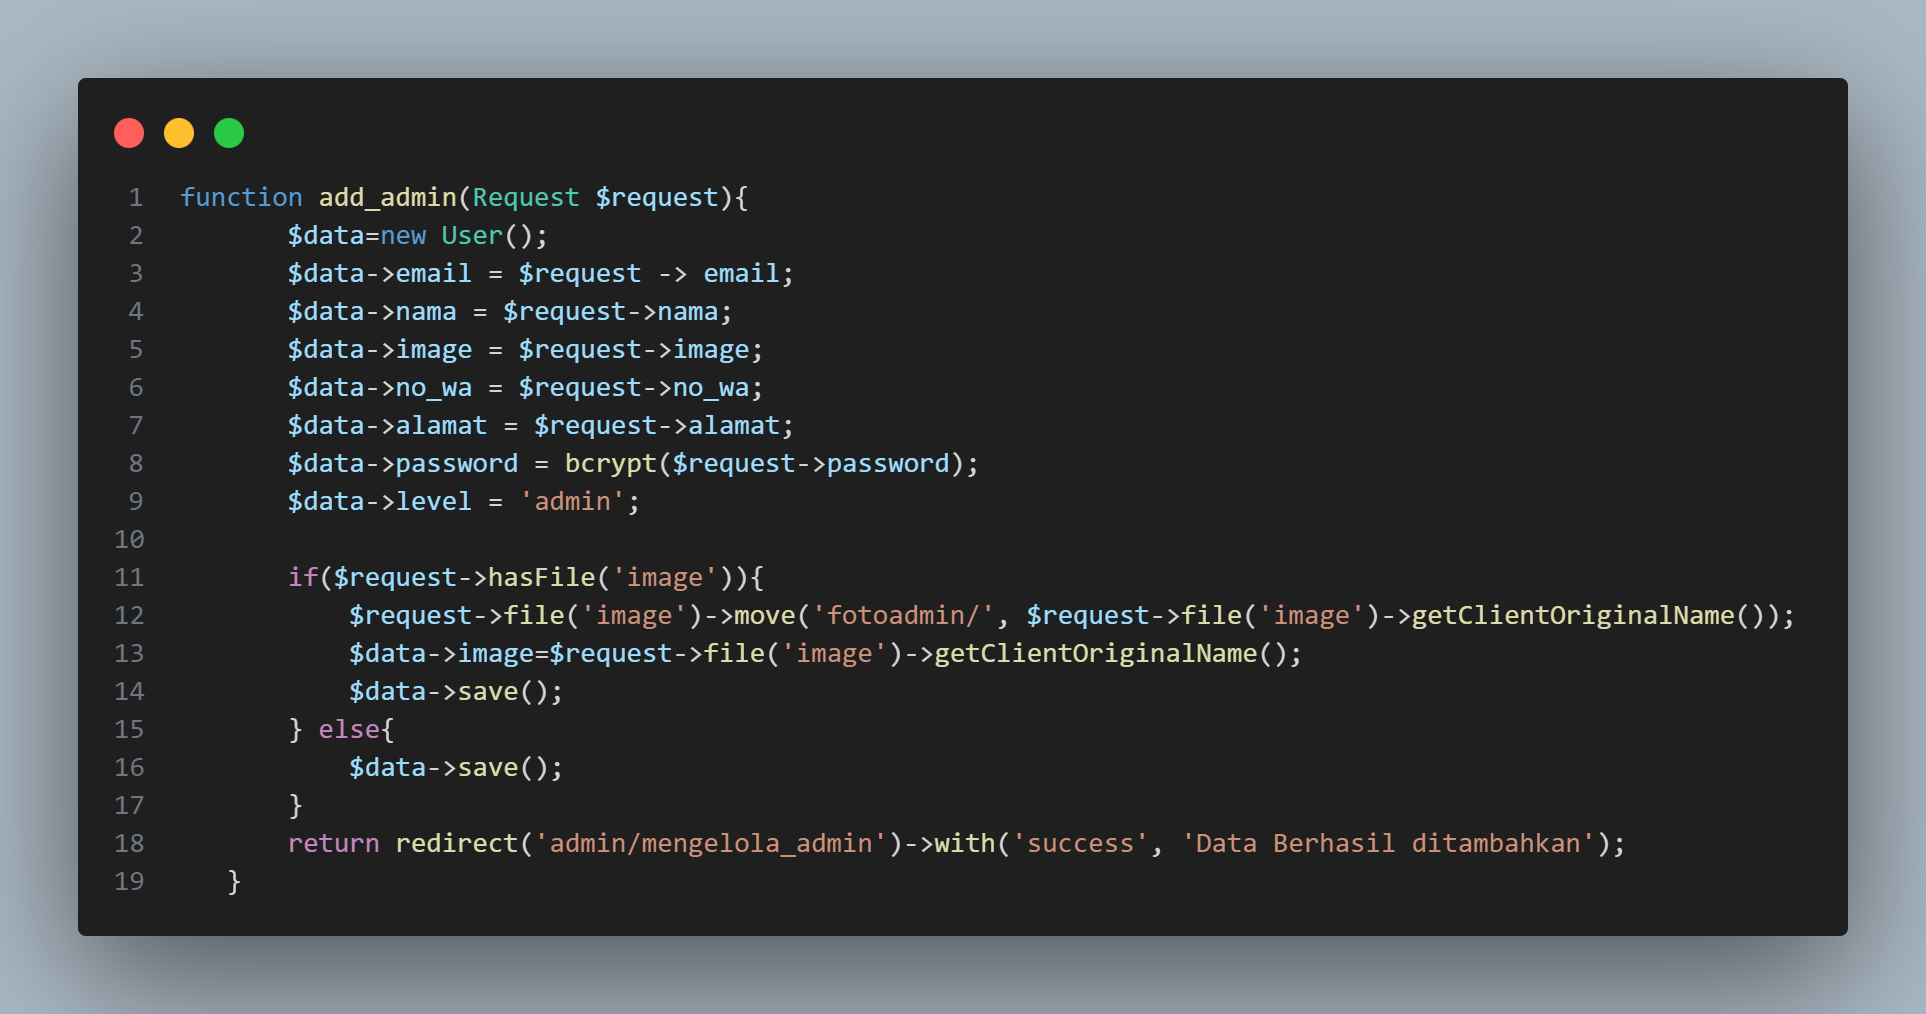 1 function add_admin(Request $request){
2 $data=new User();
3 $data->email = $request -> email;
4 $data->nama = $request->nama;
5 $data->image = $request->image;
6 $data->no_wa = $request->no_wa;
7 $data->alamat = $request->alamat;
8 $data->password = bcrypt($request->password);
9 $data->level = 'admin';
10
11 if($request->hasFile('image')){
12 $request->file('image')->move('fotoadmin/', $request->file('image')->getClientOriginalName());
13 $data->image=$request->file('image')->getClientOriginalName();
14 $data->save();
15 } else{
16 $data->save();
17 }
18 return redirect('admin/mengelola_admin')->with('success', 'Data Berhasil ditambahkan');
19 }